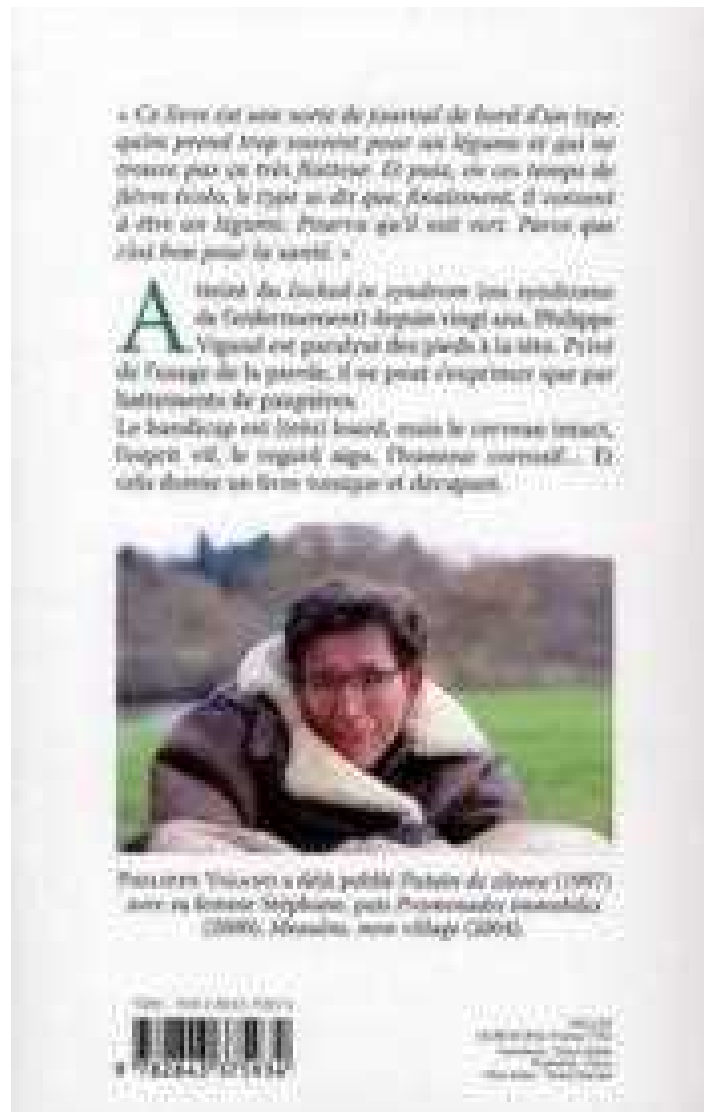 « Ce livre est une sorte de journal de bord d'un type
qu'on prend trop souvent pour un légume et qui ne
trouve pas ça très flatteur. Et puis, en ces temps de
fièvre écolo, le type se dit que, finalement, il consent
à être un légume. Pourvu qu'il soit vert. Parce que
c'est bon pour la santé. »
Atteint du locked-in syndrom (ou syndrome
de l'enfermement) depuis vingt ans, Philippe
Vigand est paralysé des pieds à la tête. Privé
de l'usage de la parole, il ne peut s'exprimer que par
battements de paupières.
Le handicap est (très) lourd, mais le cerveau intact,
l'esprit vif, le regard aigu, l'humour corrosif... Et
cela donne un livre tonique et décapant.
PHILIPPE VIGAND a déjà publié Putain de silence (1997)
avec sa femme Stéphane, puis Promenades immobiles
(2000), Meaulne, mon village (2004).